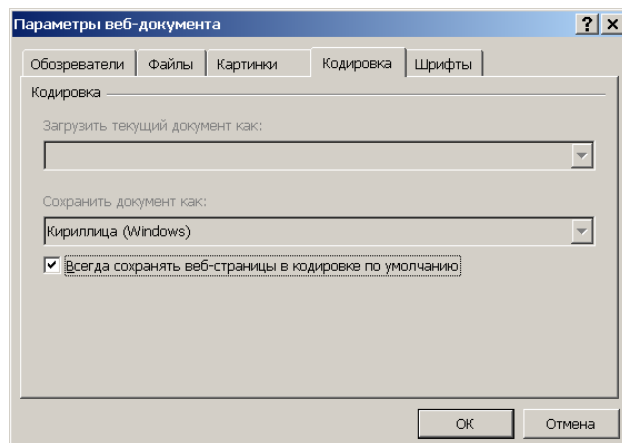 Параметры веб-документа
Обозреватели Файлы Картинки Кодировка Шрифты
Кодировка
Загрузить текущий документ как:
Сохранить документ как:
Кириллица (Windows)
Всегда сохранять веб-страницы в кодировке по умолчанию
ОК Отмена